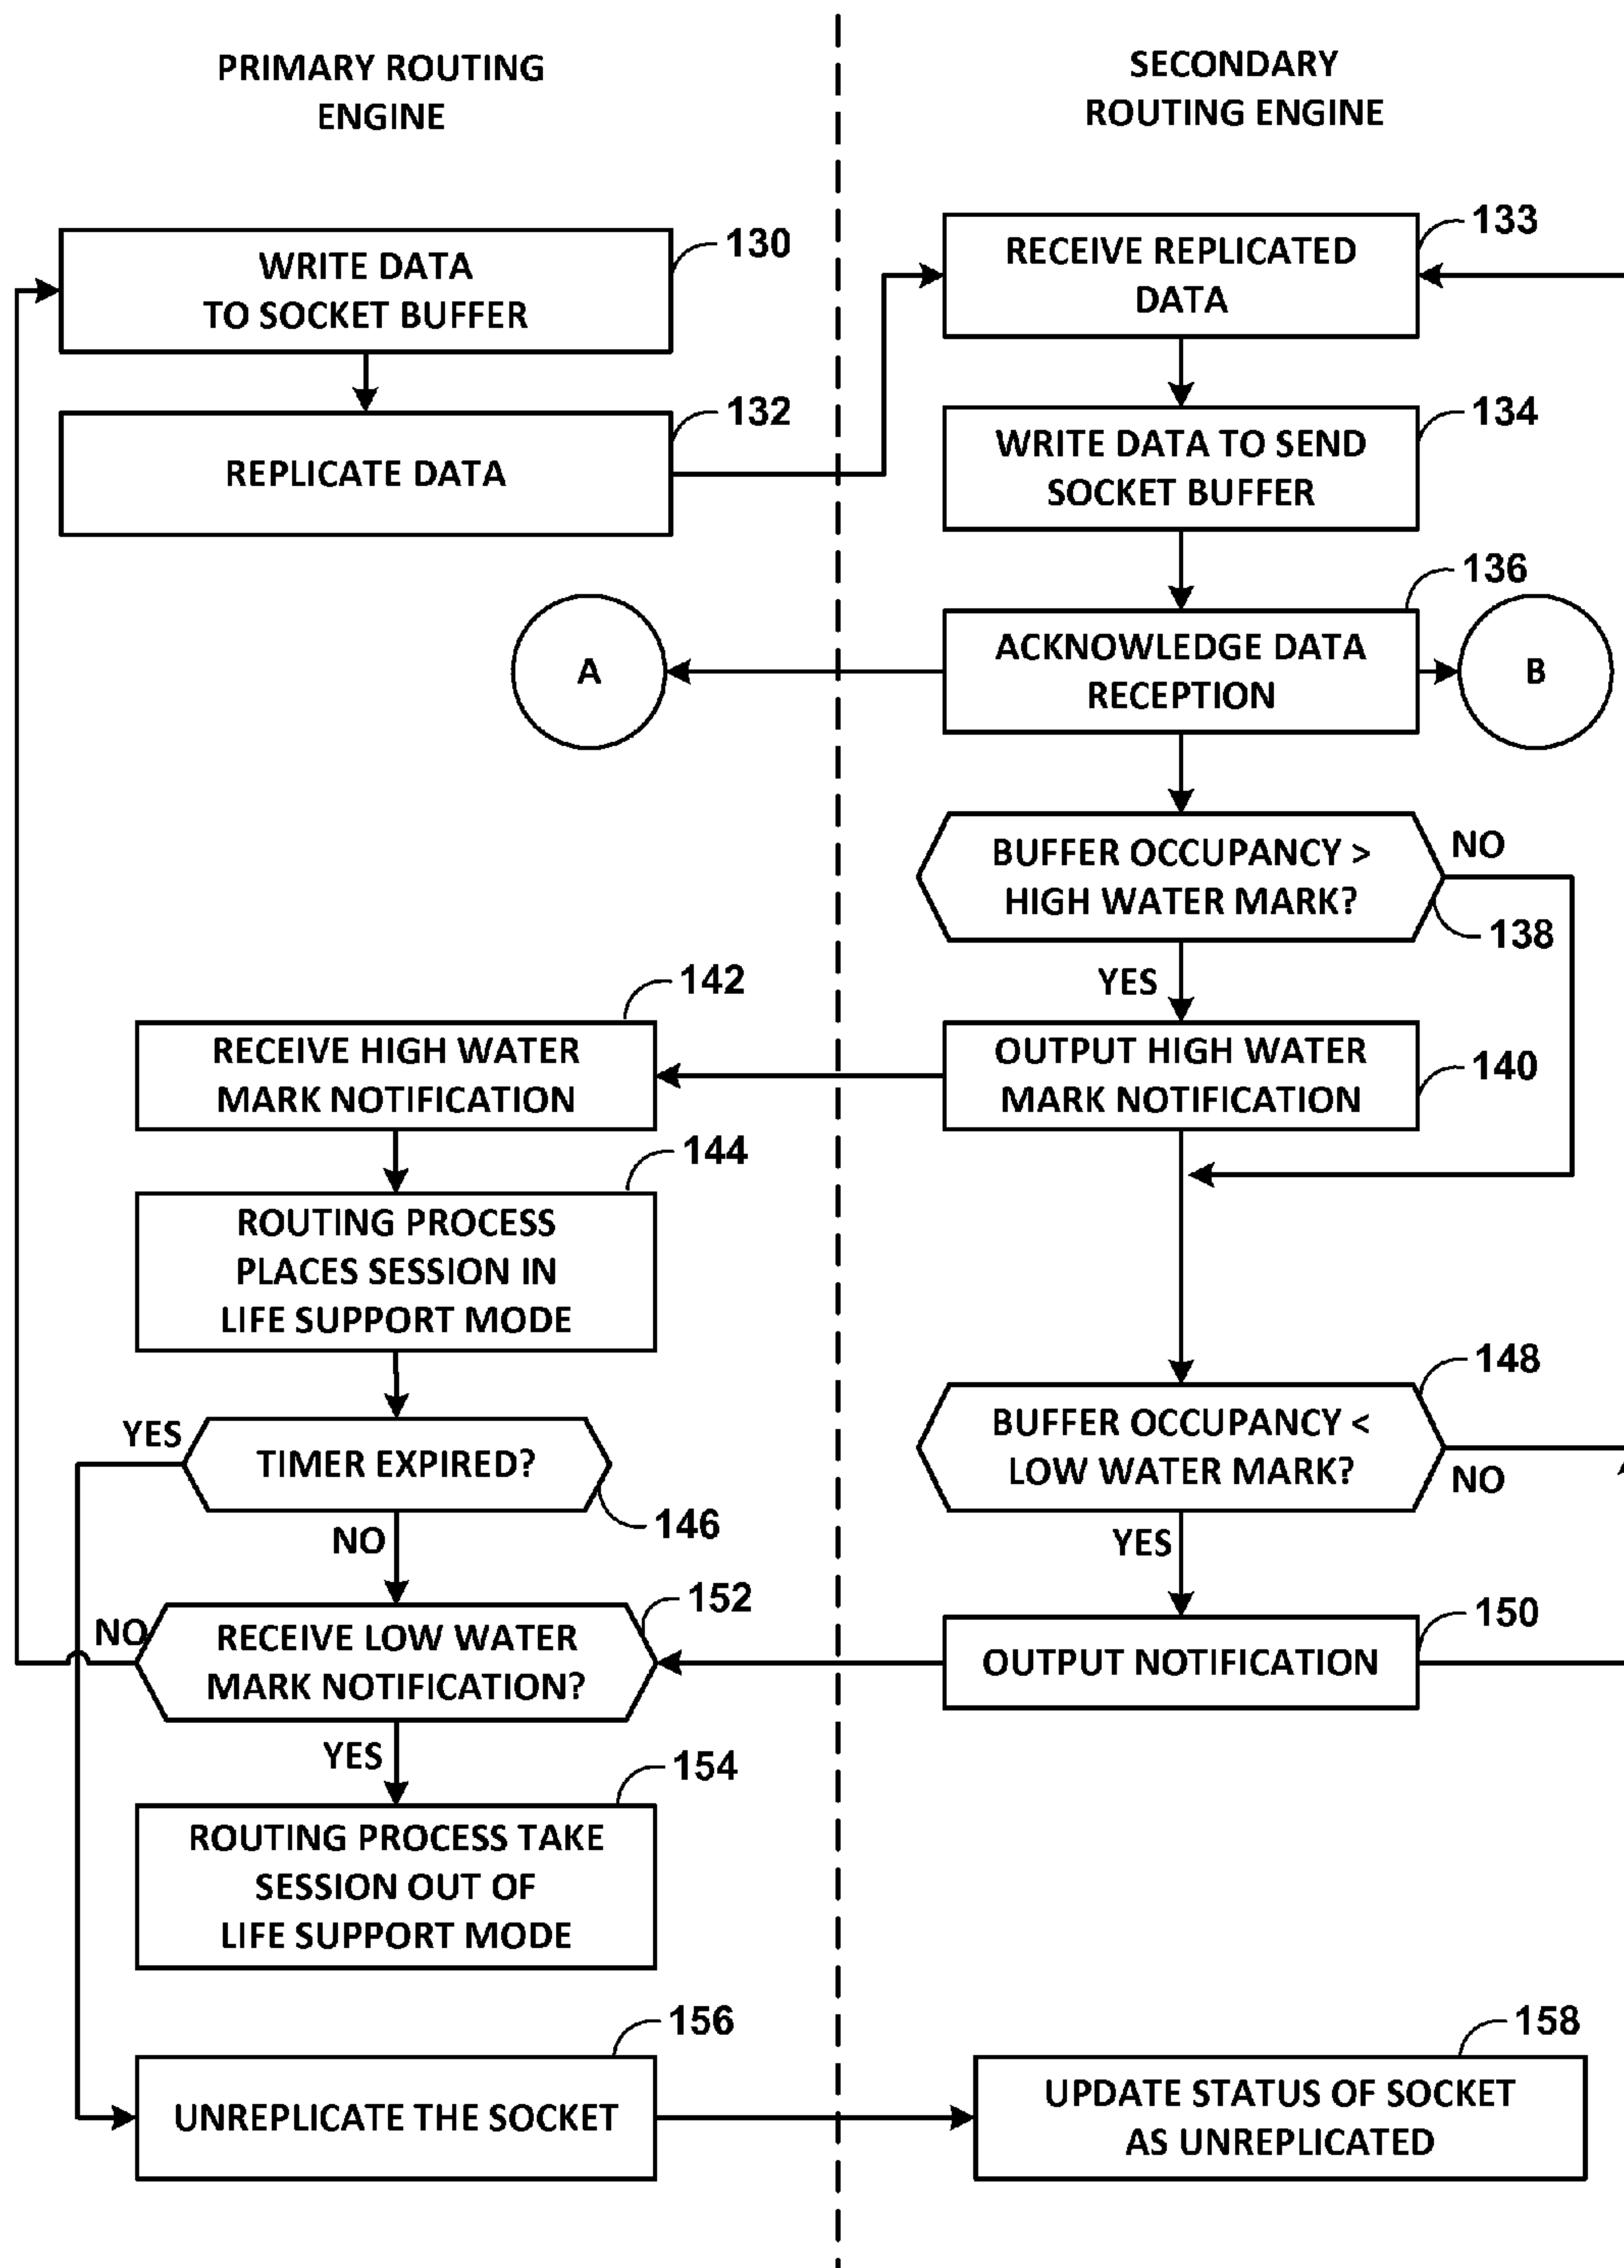 PRIMARY ROUTING
ENGINE
SECONDARY
ROUTING ENGINE
130
WRITE DATA
TO SOCKET BUFFER
132
REPLICATE DATA
133
RECEIVE REPLICATED
DATA
134
WRITE DATA TO SEND
SOCKET BUFFER
136
ACKNOWLEDGE DATA
RECEPTION
A
B
BUFFER OCCUPANCY >
HIGH WATER MARK?
NO
138
YES
142
RECEIVE HIGH WATER
MARK NOTIFICATION
OUTPUT HIGH WATER
MARK NOTIFICATION
140
144
ROUTING PROCESS
PLACES SESSION IN
LIFE SUPPORT MODE
148
BUFFER OCCUPANCY <
LOW WATER MARK?
NO
YES
YES
TIMER EXPIRED?
146
NO
152
NO
RECEIVE LOW WATER
MARK NOTIFICATION?
150
OUTPUT NOTIFICATION
YES
154
ROUTING PROCESS TAKE
SESSION OUT OF
LIFE SUPPORT MODE
156
UNREPLICATE THE SOCKET
158
UPDATE STATUS OF SOCKET
AS UNREPLICATED